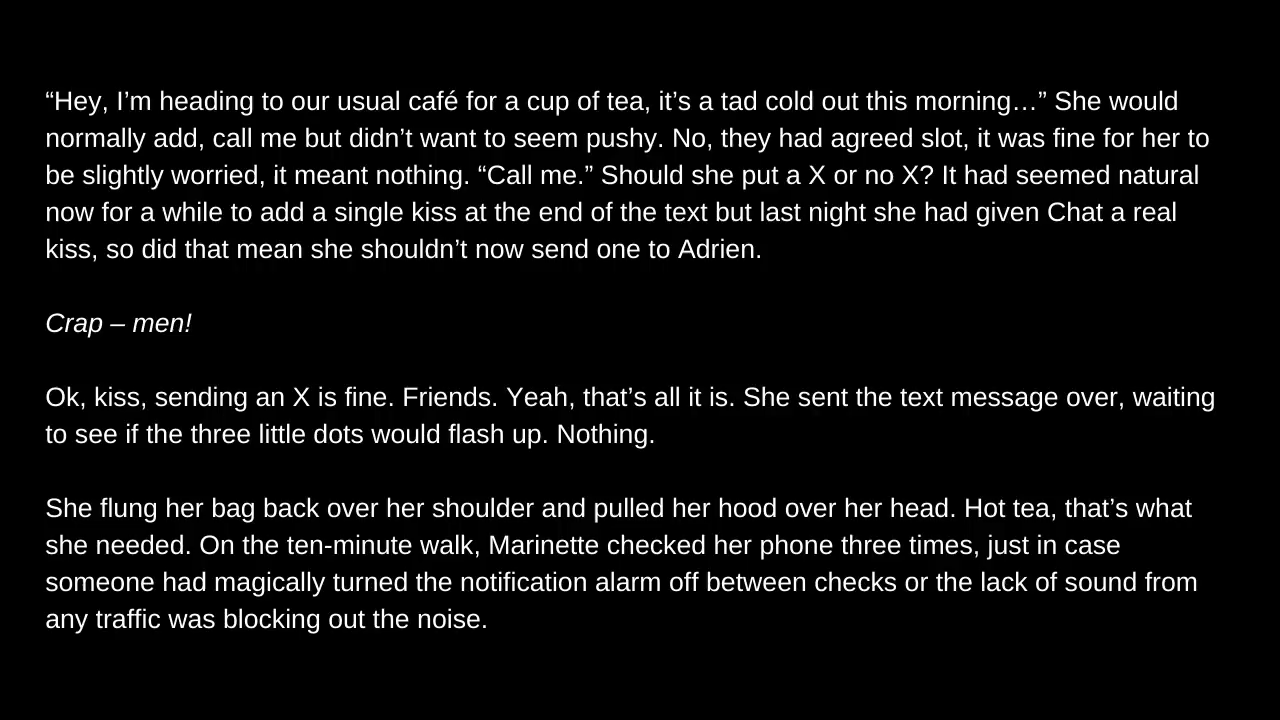 “Hey, I’m heading to our usual café for a cup of tea, it’s a tad cold out this morning…” She would
normally add, call me but didn’t want to seem pushy. No, they had agreed slot, it was fine for her to
be slightly worried, it meant nothing. “Call me.” Should she put a X or no X? It had seemed natural
now for a while to add a single kiss at the end of the text but last night she had given Chat a real
kiss, so did that mean she shouldn’t now send one to Adrien.
Crap – men!
Ok, kiss, sending an X is fine. Friends. Yeah, that’s all it is. She sent the text message over, waiting
to see if the three little dots would flash up. Nothing.
She flung her bag back over her shoulder and pulled her hood over her head. Hot tea, that’s what
she needed. On the ten-minute walk, Marinette checked her phone three times, just in case
someone had magically turned the notification alarm off between checks or the lack of sound from
any traffic was blocking out the noise.